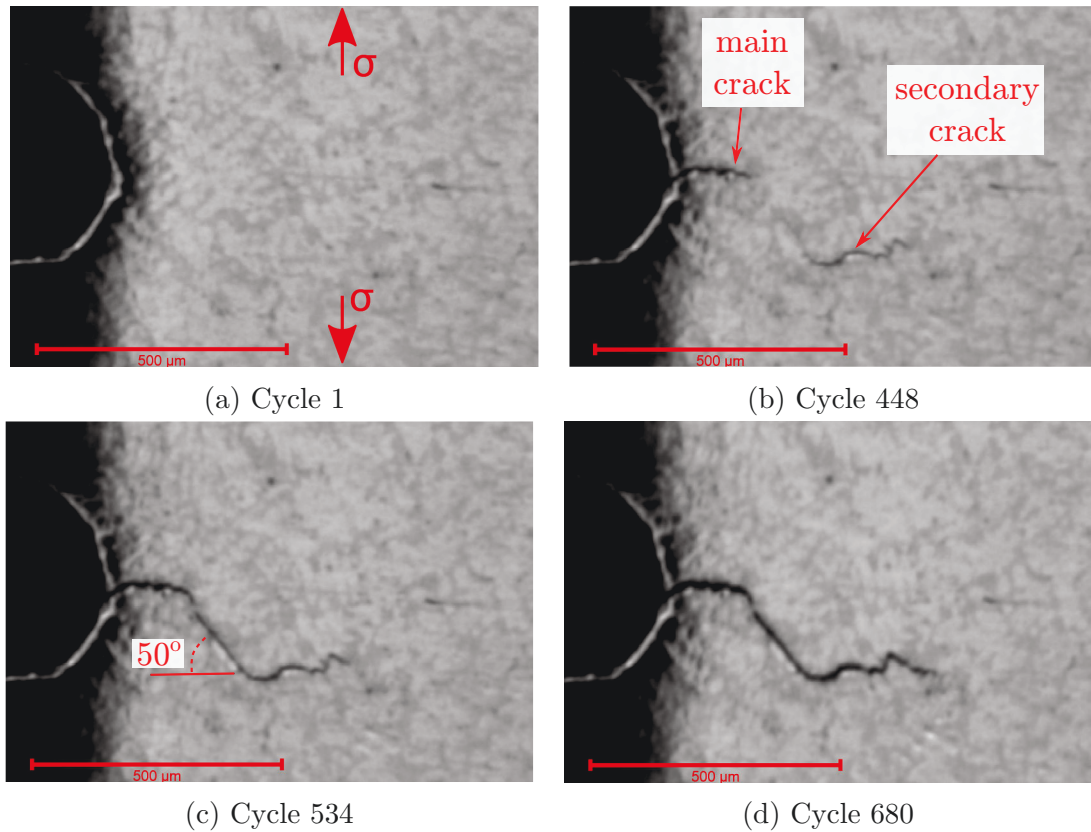 σ
σ
500 μm
(a) Cycle 1
main
crack
secondary
crack
500 μm
(b) Cycle 448
50°
500 μm
(c) Cycle 534
500 μm
(d) Cycle 680